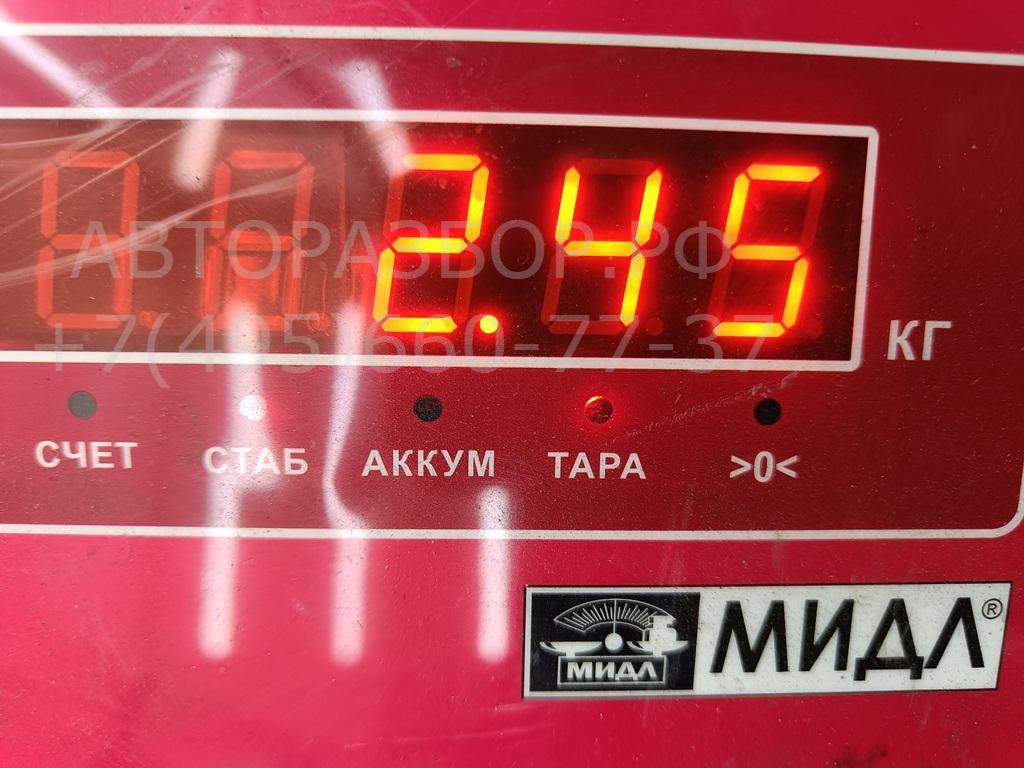 2.45
АВТОРАЗБОР.РФ
+7(495)660-77-37
КГ
СЧЕТ СТАБ АККУМ ТАРА >0<
МИДЛ МИДЛ®